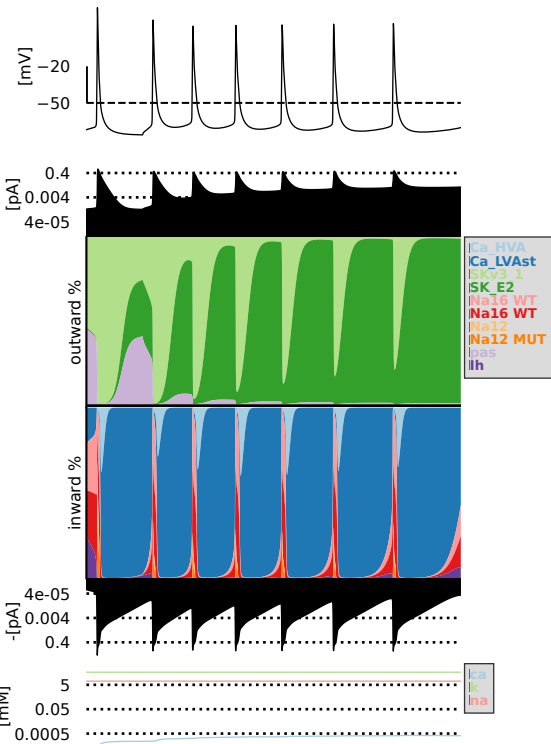 [mV]
−20
−50
[pA]
0.4
0.004
4e-05
outward %
Ca_HVA
Ca_LVAst
SKv3_1
SK_E2
Na16 WT
Na16 WT
Na12
Na12 MUT
pas
Ih
inward %
-[pA]
4e-05
0.004
0.4
[mM]
5
0.05
0.0005
ca
k
na